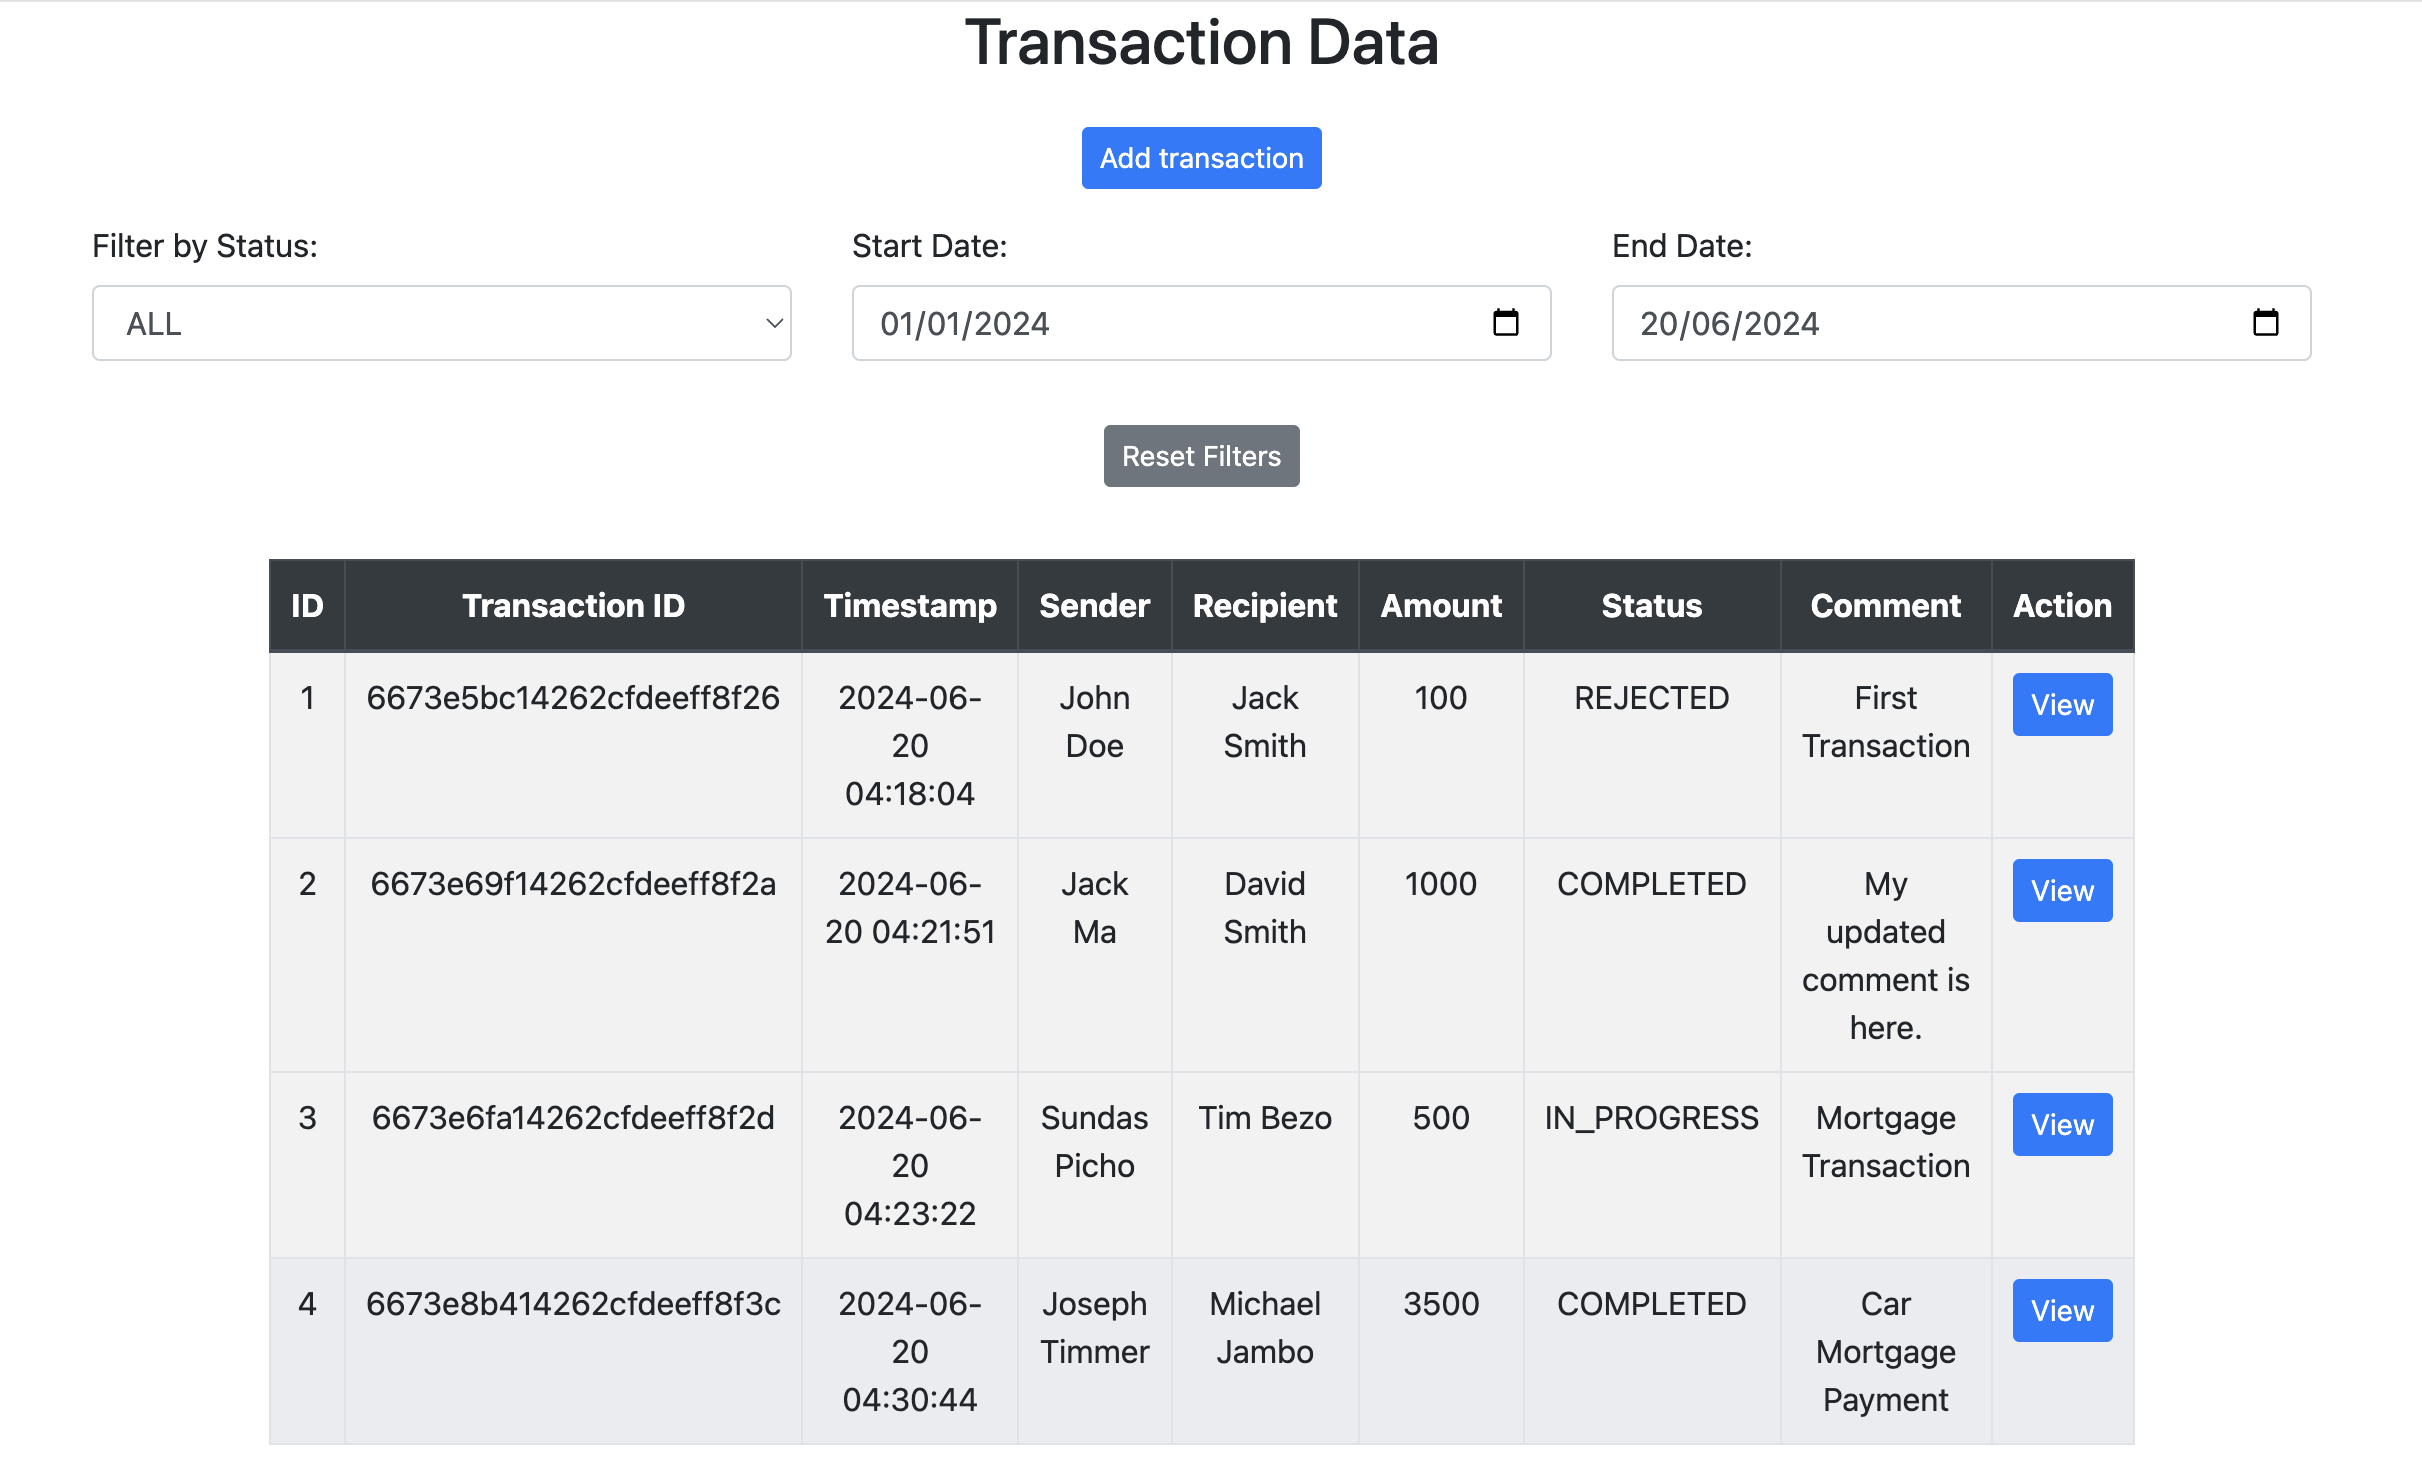 Transaction Data
Add transaction
Filter by Status:
Start Date:
End Date:
ALL
01/01/2024
20/06/2024
Reset Filters
ID Transaction ID Timestamp Sender Recipient Amount Status Comment Action
1 6673e5bc14262cfdeeff8f26 2024-06- John Jack 100 REJECTED First View
20 Doe Smith Transaction
04:18:04
2 6673e69f14262cfdeeff8f2a 2024-06- Jack David 1000 COMPLETED My View
20 04:21:51 Ma Smith updated
comment is
here.
3 6673e6fa14262cfdeeff8f2d 2024-06- Sundas Tim Bezo 500 IN_PROGRESS Mortgage View
20 Picho Transaction
04:23:22
4 6673e8b414262cfdeeff8f3c 2024-06- Joseph Michael 3500 COMPLETED Car View
20 Timmer Jambo Mortgage
04:30:44 Payment